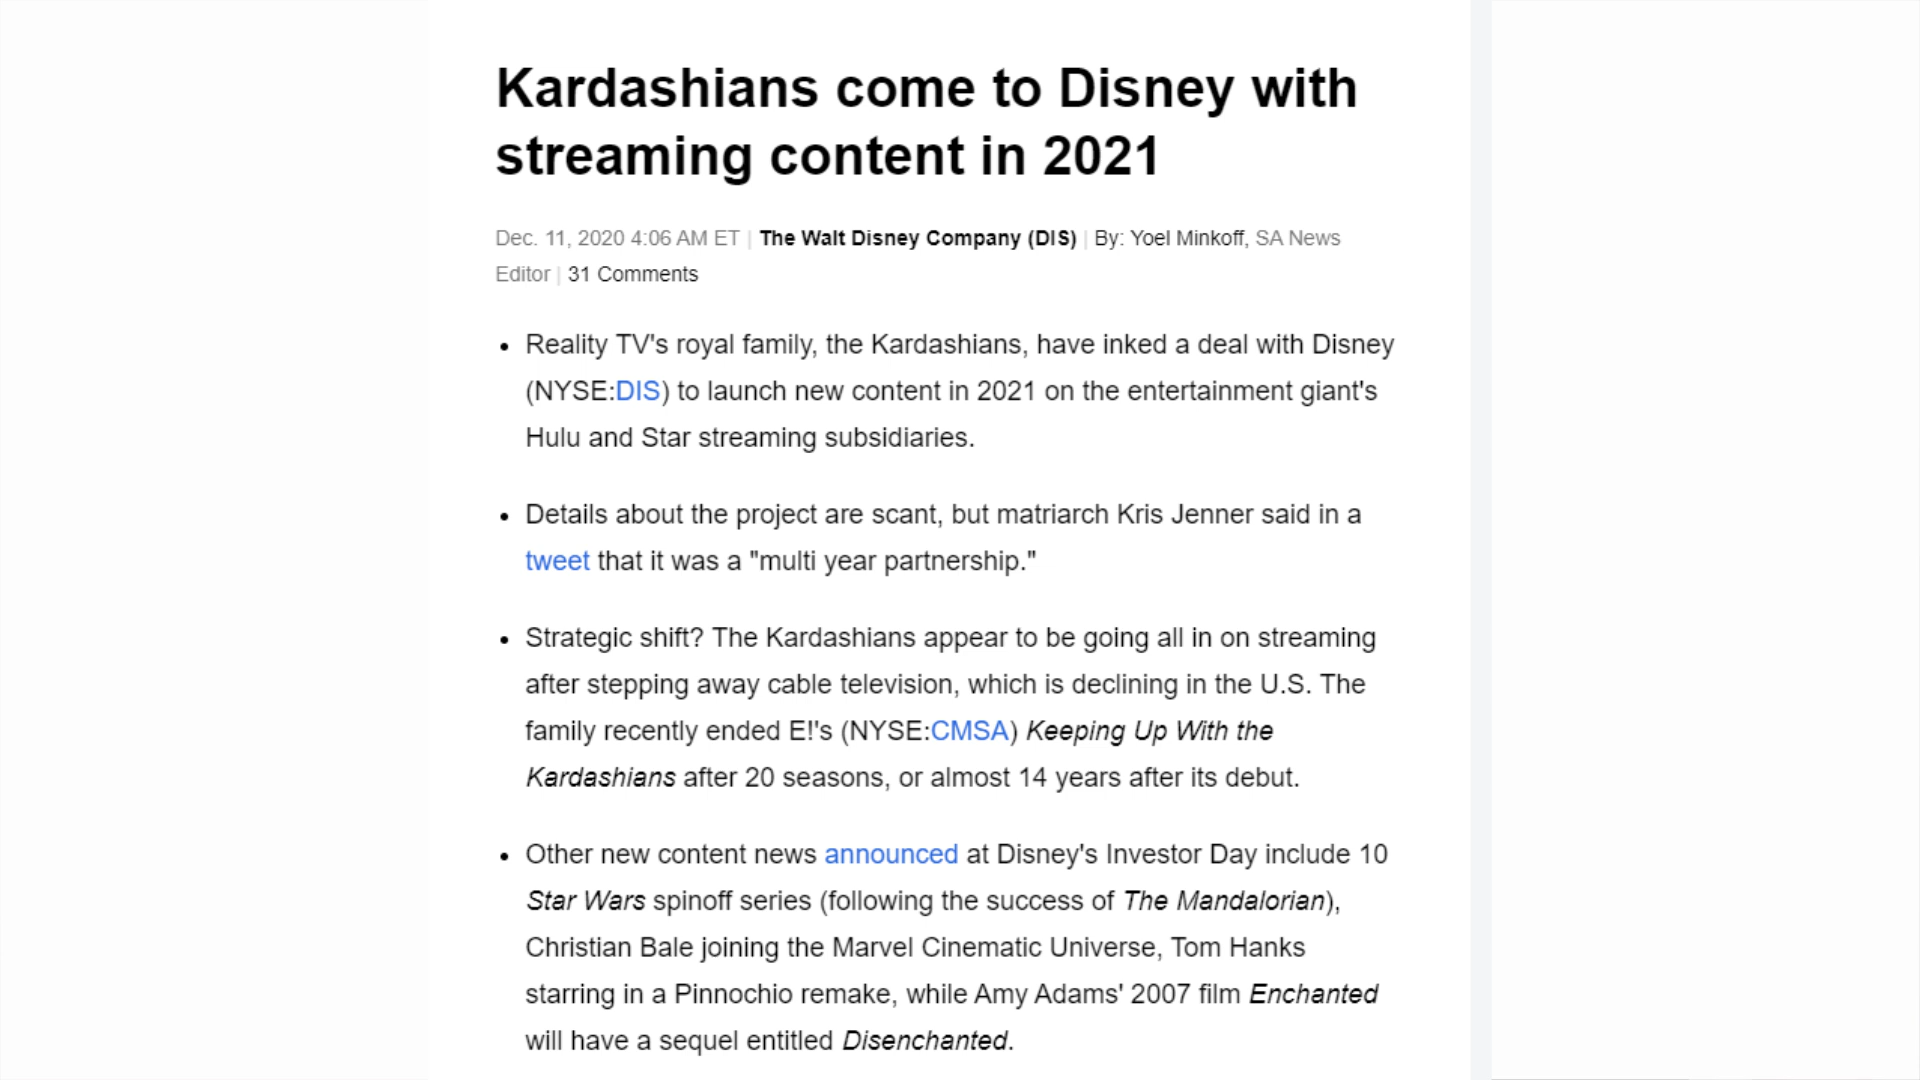 Kardashians come to Disney with
streaming content in 2021
Dec. 11, 2020 4:06 AM ET | The Walt Disney Company (DIS) | By: Yoel Minkoff, SA News
Editor | 31 Comments
• Reality TV's royal family, the Kardashians, have inked a deal with Disney
(NYSE:DIS) to launch new content in 2021 on the entertainment giant's
Hulu and Star streaming subsidiaries.
• Details about the project are scant, but matriarch Kris Jenner said in a
tweet that it was a "multi year partnership."
• Strategic shift? The Kardashians appear to be going all in on streaming
after stepping away cable television, which is declining in the U.S. The
family recently ended E!'s (NYSE:CMSA) Keeping Up With the
Kardashians after 20 seasons, or almost 14 years after its debut.
• Other new content news announced at Disney's Investor Day include 10
Star Wars spinoff series (following the success of The Mandalorian),
Christian Bale joining the Marvel Cinematic Universe, Tom Hanks
starring in a Pinnochio remake, while Amy Adams' 2007 film Enchanted
will have a sequel entitled Disenchanted.